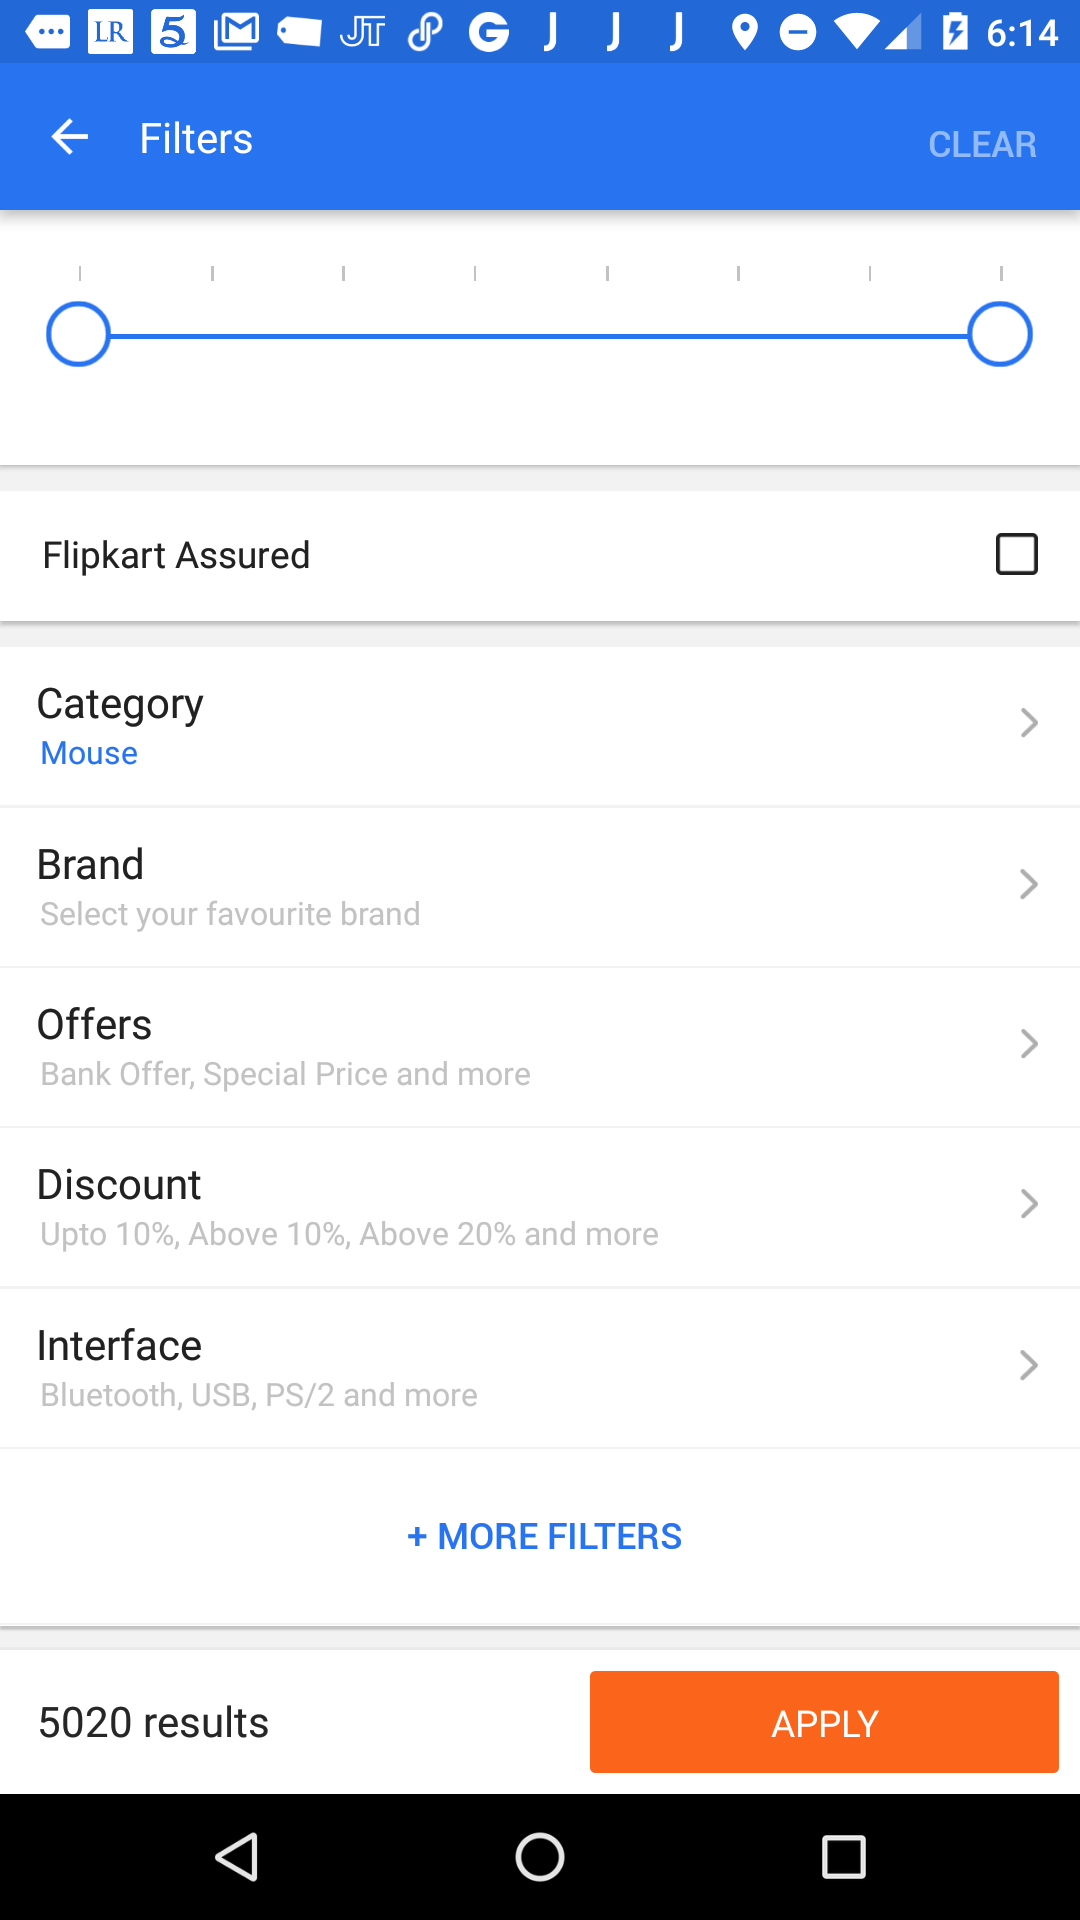 LR 5 JT G J J J 6:14
Filters CLEAR
Flipkart Assured
Category
Mouse
Brand
Select your favourite brand
Offers
Bank Offer, Special Price and more
Discount
Upto 10%, Above 10%, Above 20% and more
Interface
Bluetooth, USB, PS/2 and more
+ MORE FILTERS
5020 results APPLY